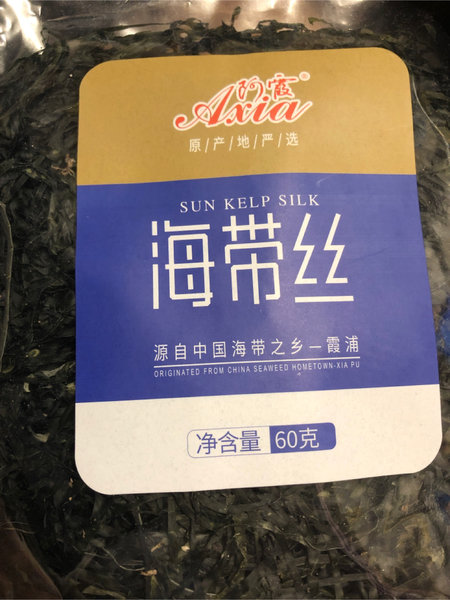 阿霞®
Axia
原/产/地/严/选
SUN KELP SILK
海带丝
源自中国海带之乡—霞浦
ORIGINATED FROM CHINA SEAWEED HOMETOWN-XIA PU
净含量 60克